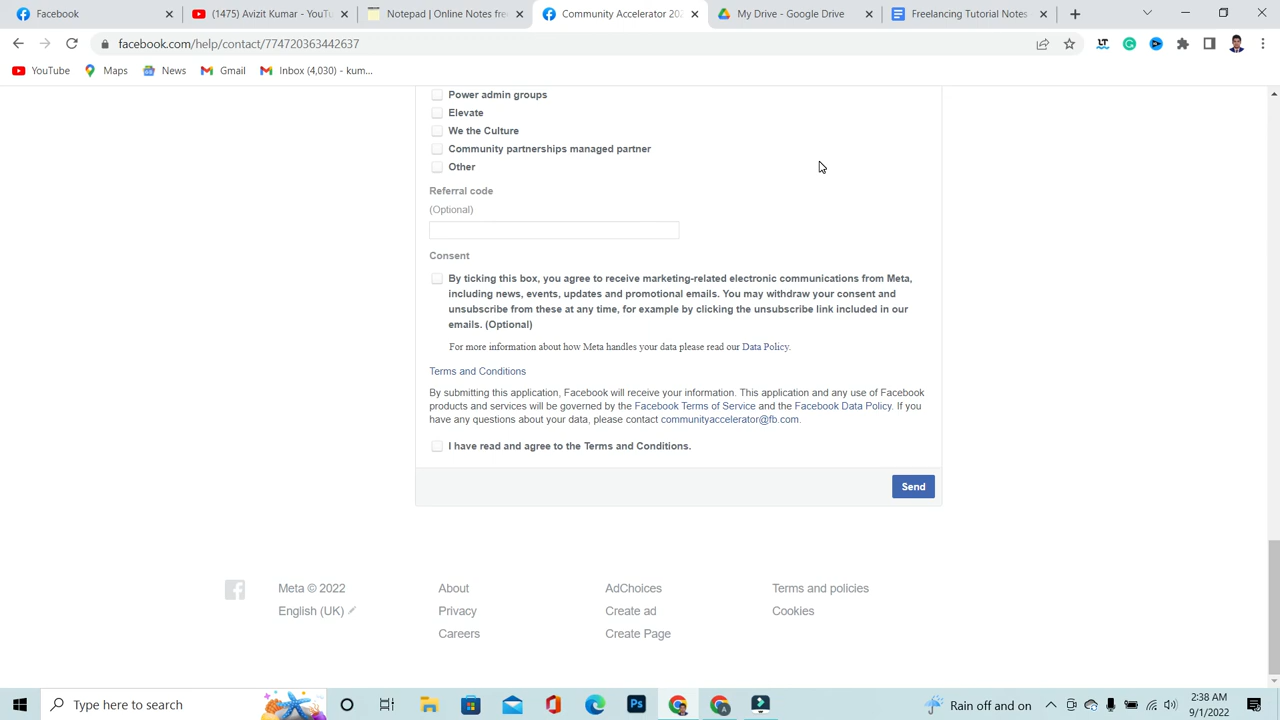 Facebook
(1475) Avizit Kumar - YouTu
Notepad | Online Notes free
Community Accelerator 202
My Drive - Google Drive
Freelancing Tutorial Notes
facebook.com/help/contact/774720363442637
YouTube
Maps
News
Gmail
Inbox (4,030) - kum...
Power admin groups
Elevate
We the Culture
Community partnerships managed partner
Other
Referral code
(Optional)
Consent
By ticking this box, you agree to receive marketing-related electronic communications from Meta,
including news, events, updates and promotional emails. You may withdraw your consent and
unsubscribe from these at any time, for example by clicking the unsubscribe link included in our
emails. (Optional)
For more information about how Meta handles your data please read our Data Policy.
Terms and Conditions
By submitting this application, Facebook will receive your information. This application and any use of Facebook
products and services will be governed by the Facebook Terms of Service and the Facebook Data Policy. If you
have any questions about your data, please contact communityaccelerator@fb.com.
I have read and agree to the Terms and Conditions.
Send
Meta © 2022
About
AdChoices
Terms and policies
English (UK)
Privacy
Create ad
Cookies
Careers
Create Page
Type here to search
Ps
Rain off and on
2:38 AM
9/1/2022